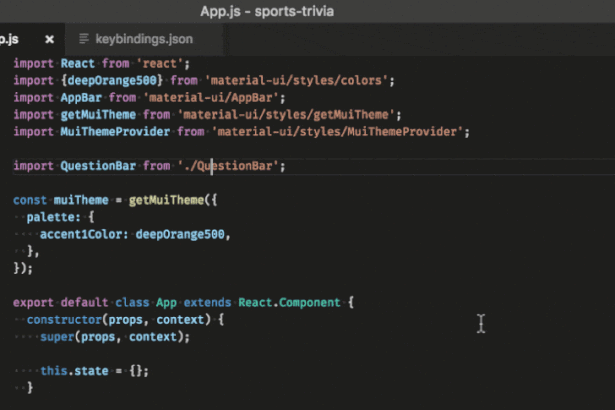 App.js - sports-trivia
p.js × keybindings.json
import React from 'react';
import {deepOrange500} from 'material-ui/styles/colors';
import AppBar from 'material-ui/AppBar';
import getMuiTheme from 'material-ui/styles/getMuiTheme';
import MuiThemeProvider from 'material-ui/styles/MuiThemeProvider';
import QuestionBar from './QuestionBar';
const muiTheme = getMuiTheme({
palette: {
accent1Color: deepOrange500,
},
});
export default class App extends React.Component {
constructor(props, context) {
super(props, context);
this.state = {};
}